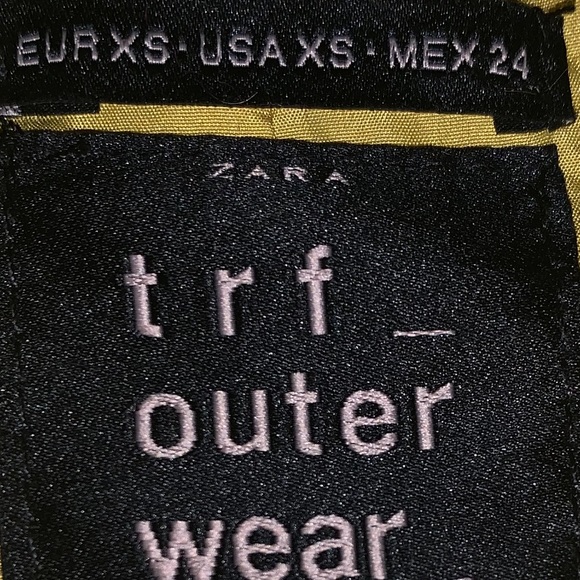 EUR XS · USA XS · MEX 24
ZARA
trf_
outer
wear